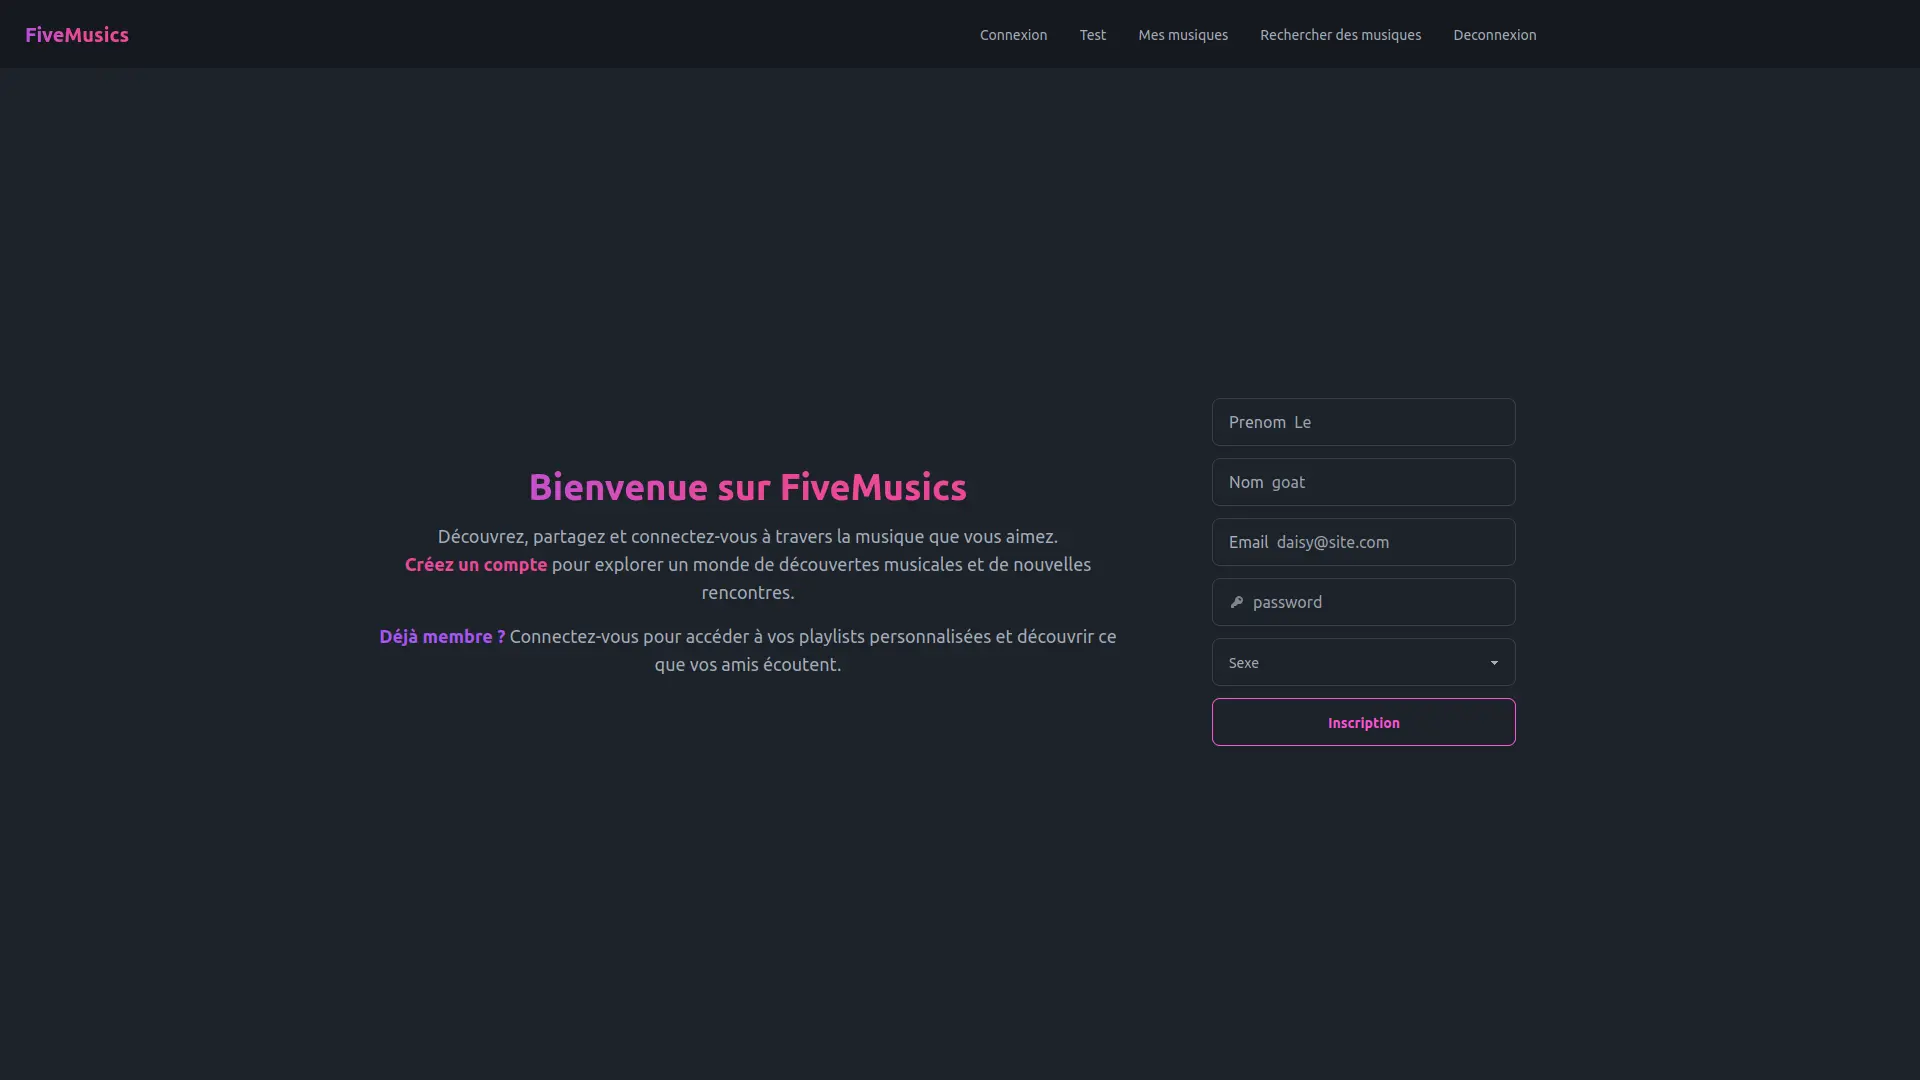 FiveMusics
Connexion
Test
Mes musiques
Rechercher des musiques
Deconnexion
Bienvenue sur FiveMusics
Découvrez, partagez et connectez-vous à travers la musique que vous aimez.
Créez un compte pour explorer un monde de découvertes musicales et de nouvelles
rencontres.
Déjà membre ? Connectez-vous pour accéder à vos playlists personnalisées et découvrir ce
que vos amis écoutent.
Prenom Le
Nom goat
Email daisy@site.com
password
Sexe
Inscription